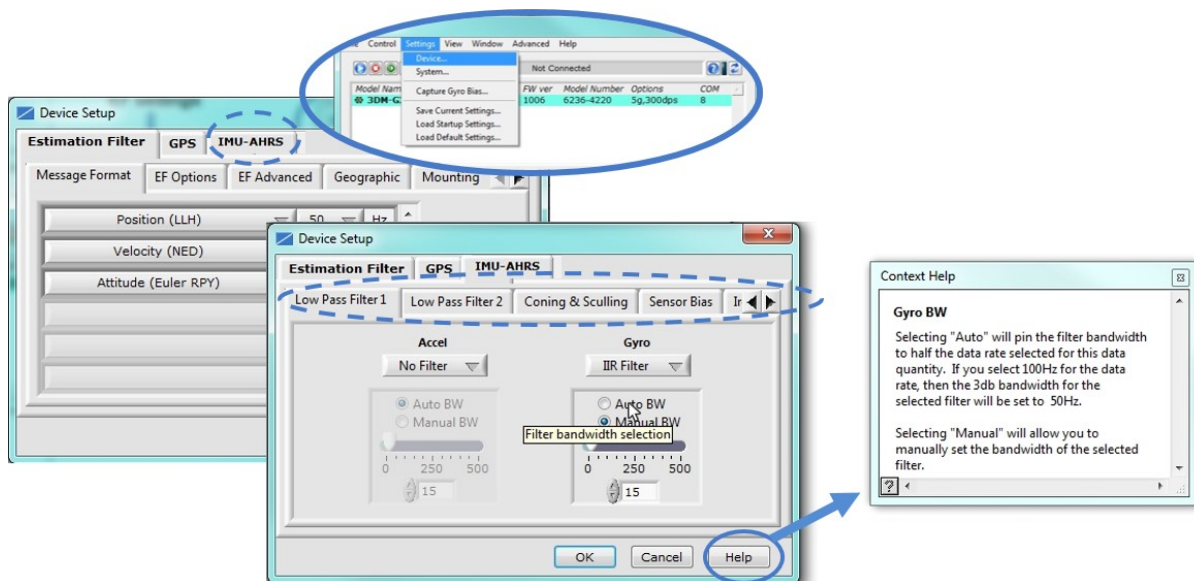 Control Settings View Window Advanced Help
Device...
System...
Capture Gyro Bias...
Save Current Settings...
Load Startup Settings...
Load Default Settings...
Not Connected
Model Nam FW ver Model Number Options COM
3DM-G 1006 6236-4220 5g,300dps 8
Device Setup
Estimation Filter GPS IMU-AHRS
Message Format EF Options EF Advanced Geographic Mounting
Position (LLH) 50 Hz
Velocity (NED)
Attitude (Euler RPY)
Device Setup
Estimation Filter GPS IMU-AHRS
Low Pass Filter 1 Low Pass Filter 2 Coning & Sculling Sensor Bias
Accel Gyro
No Filter IIR Filter
Auto BW Auto BW
Manual BW Manual BW
Filter bandwidth selection
0 250 500 0 250 500
15 15
OK Cancel Help
Context Help
Gyro BW
Selecting "Auto" will pin the filter bandwidth
to half the data rate selected for this data
quantity. If you select 100Hz for the data
rate, then the 3db bandwidth for the
selected filter will be set to 50Hz.
Selecting "Manual" will allow you to
manually set the bandwidth of the selected
filter.
?